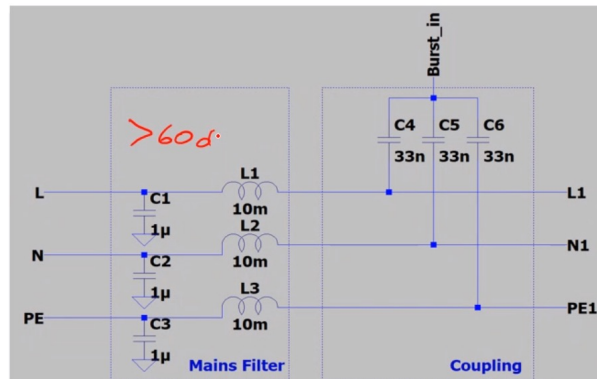 Burst_in
>60d
C4 C5 C6
33n 33n 33n
L L1 L1
C1
10m
1µ
L2
N N1
C2
10m
1µ
L3
PE PE1
C3
10m
1µ
Mains Filter
Coupling